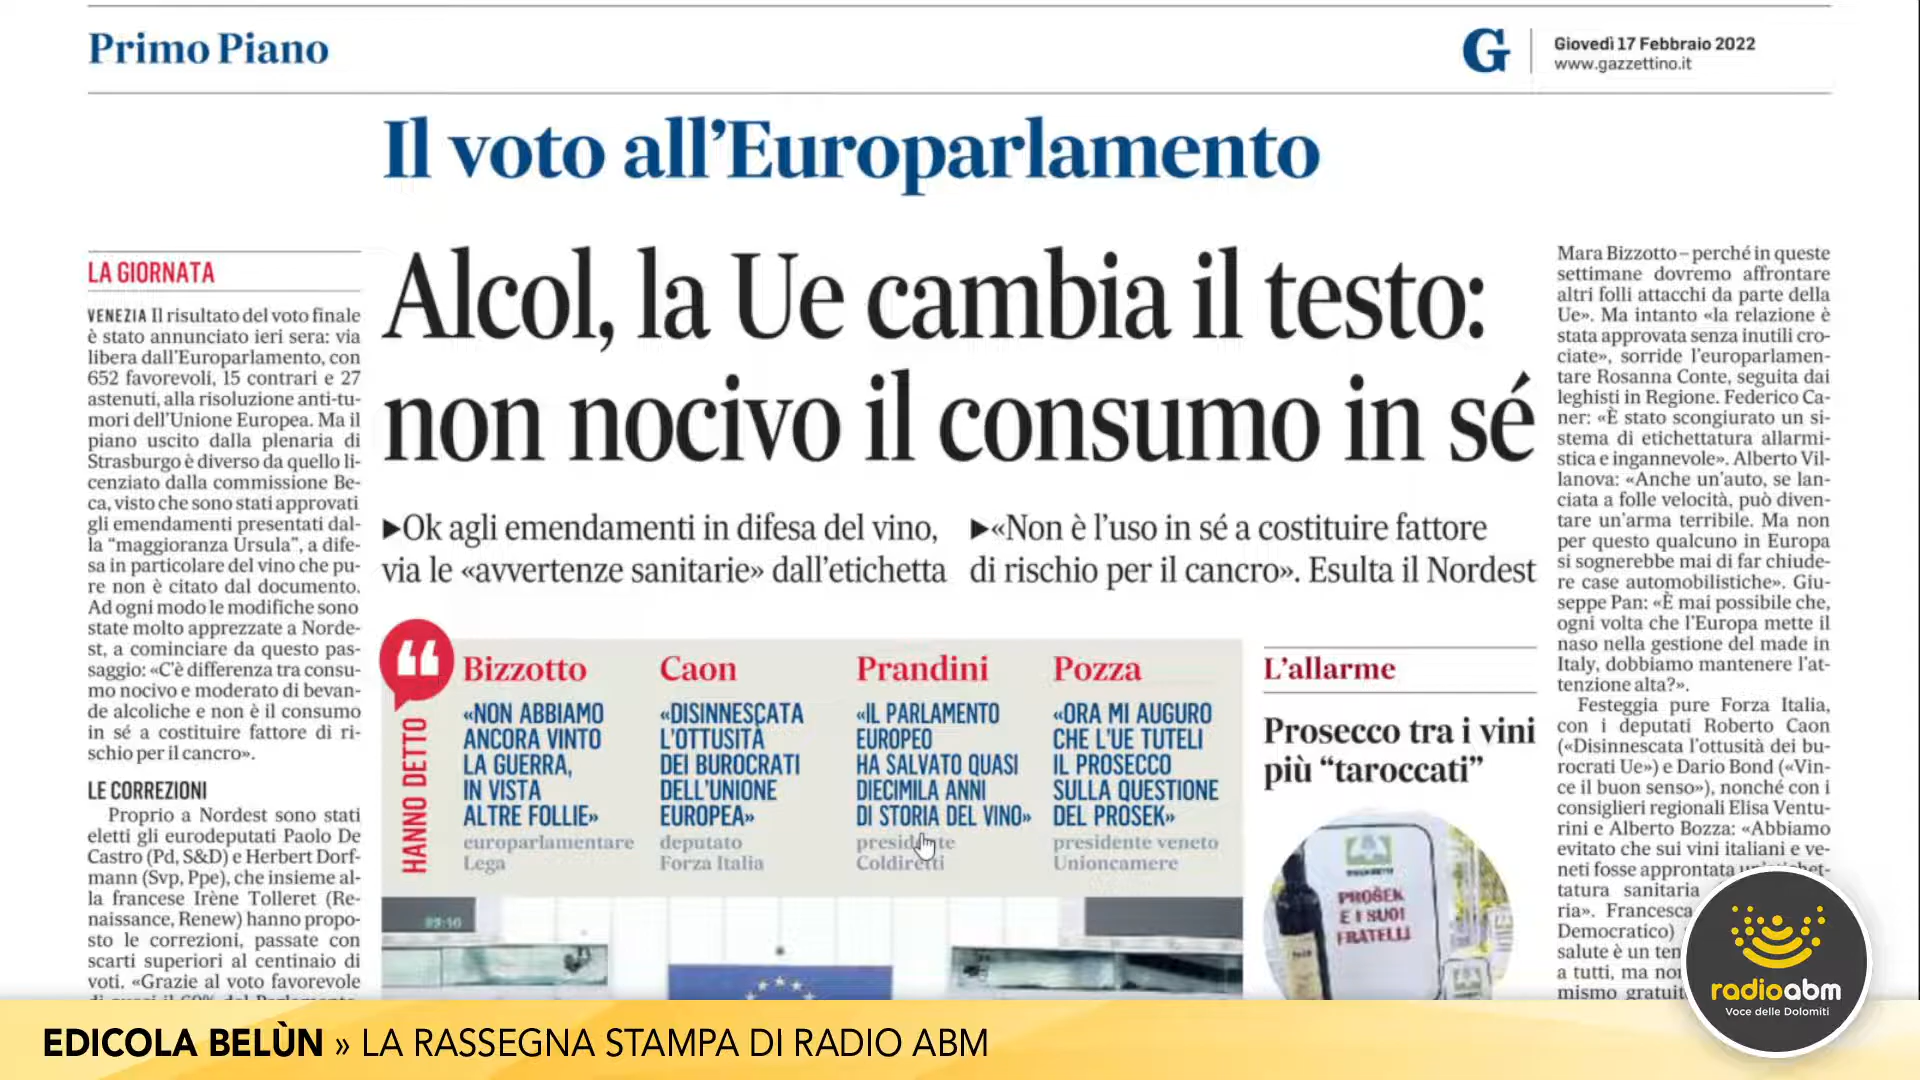 Primo Piano
G
Giovedì 17 Febbraio 2022
www.gazzettino.it
Il voto all’Europarlamento
Alcol, la Ue cambia il testo:
non nocivo il consumo in sé
▶Ok agli emendamenti in difesa del vino,
via le «avvertenze sanitarie» dall’etichetta
▶«Non è l’uso in sé a costituire fattore
di rischio per il cancro». Esulta il Nordest
LA GIORNATA
VENEZIA Il risultato del voto finale
è stato annunciato ieri sera: via
libera dall’Europarlamento, con
652 favorevoli, 15 contrari e 27
astenuti, alla risoluzione anti-tu-
mori dell’Unione Europea. Ma il
piano uscito dalla plenaria di
Strasburgo è diverso da quello li-
cenziato dalla commissione Be-
ca, visto che sono stati approvati
gli emendamenti presentati dal-
la “maggioranza Ursula”, a dife-
sa in particolare del vino che pu-
re non è citato dal documento.
Ad ogni modo le modifiche sono
state molto apprezzate a Norde-
st, a cominciare da questo pas-
saggio: «C’è differenza tra consu-
mo nocivo e moderato di bevan-
de alcoliche e non è il consumo
in sé a costituire fattore di ri-
schio per il cancro».
LE CORREZIONI
Proprio a Nordest sono stati
eletti gli eurodeputati Paolo De
Castro (Pd, S&D) e Herbert Dorf-
mann (Svp, Ppe), che insieme al-
la francese Irène Tolleret (Re-
naissance, Renew) hanno propo-
sto le correzioni, passate con
scarti superiori al centinaio di
voti. «Grazie al voto favorevole
di quasi il 60% del Parlamento,
HANNO DETTO
Bizzotto
«NON ABBIAMO
ANCORA VINTO
LA GUERRA,
IN VISTA
ALTRE FOLLIE»
europarlamentare
Lega
Caon
«DISINNESCATA
L’OTTUSITÀ
DEI BUROCRATI
DELL’UNIONE
EUROPEA»
deputato
Forza Italia
Prandini
«IL PARLAMENTO
EUROPEO
HA SALVATO QUASI
DIECIMILA ANNI
DI STORIA DEL VINO»
presidente
Coldiretti
Pozza
«ORA MI AUGURO
CHE L’UE TUTELI
IL PROSECCO
SULLA QUESTIONE
DEL PROSEK»
presidente veneto
Unioncamere
L’allarme
Prosecco tra i vini
più “taroccati”
PROŠEK
E I SUOI
FRATELLI
Mara Bizzotto – perché in queste
settimane dovremo affrontare
altri folli attacchi da parte della
Ue». Ma intanto «la relazione è
stata approvata senza inutili cro-
ciate», sorride l’europarlamen-
tare Rosanna Conte, seguita dai
leghisti in Regione. Federico Ca-
ner: «È stato scongiurato un si-
stema di etichettatura allarmi-
stica e ingannevole». Alberto Vil-
lanova: «Anche un’auto, se lan-
ciata a folle velocità, può diven-
tare un’arma terribile. Ma non
per questo qualcuno in Europa
si sognerebbe mai di far chiude-
re case automobilistiche». Giu-
seppe Pan: «È mai possibile che,
ogni volta che l’Europa mette il
naso nella gestione del made in
Italy, dobbiamo mantenere l’at-
tenzione alta?».
Festeggia pure Forza Italia,
con i deputati Roberto Caon
(«Disinnescata l’ottusità dei bu-
rocrati Ue») e Dario Bond («Vin-
ce il buon senso»), nonché con i
consiglieri regionali Elisa Ventu-
rini e Alberto Bozza: «Abbiamo
evitato che sui vini italiani e ve-
neti fosse approntata
tatura sanitaria
ria». Francesca
Democratico)
salute è un
a tutti, ma
mismo
radioabm
Voce delle Dolomiti
EDICOLA BELÙN » LA RASSEGNA STAMPA DI RADIO ABM